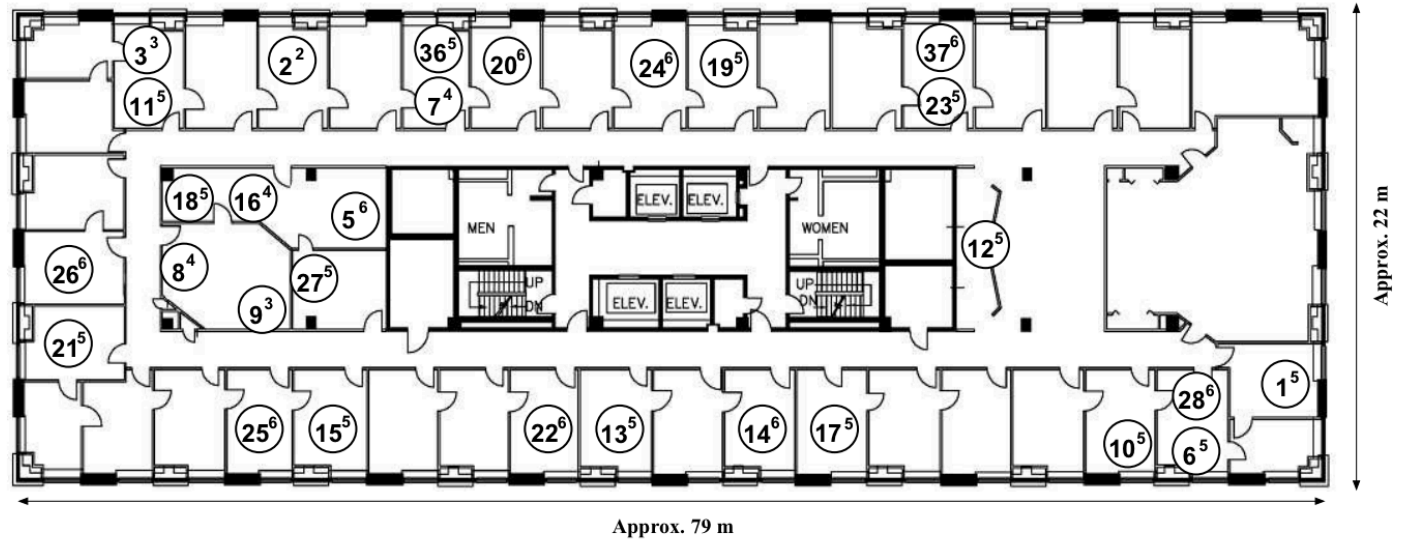 3³ 2² 36⁵ 20⁶ 24⁶ 19⁵ 37⁶
11⁵ 7⁴ 23⁵
18⁵ 16⁴ 5⁶ ELEV. ELEV.
MEN WOMEN 12⁵
26⁶ 8⁴ 27⁵
UP UP
9³ DN ELEV. ELEV. DN
21⁵
1⁵
28⁶
25⁶ 15⁵ 22⁶ 13⁵ 14⁶ 17⁵ 10⁵ 6⁵
Approx. 79 m
Approx. 22 m